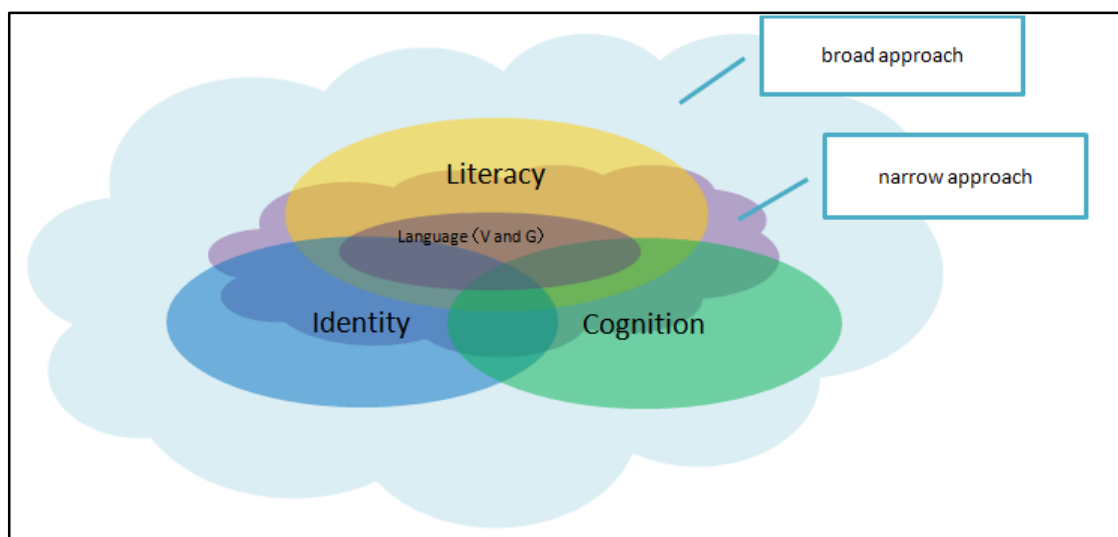 broad approach
narrow approach
Literacy
Language（V and G）
Identity
Cognition